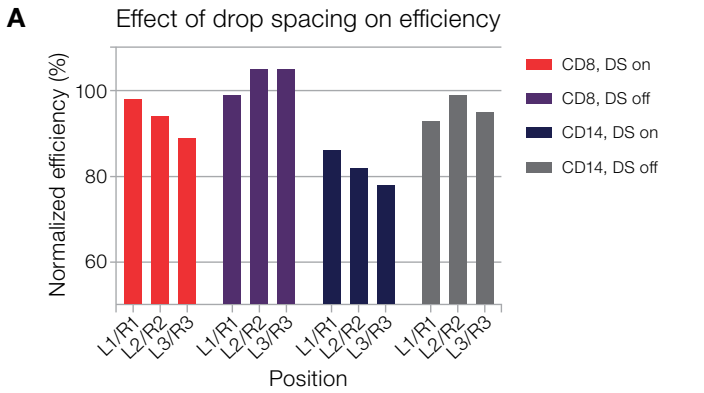 A
Effect of drop spacing on efficiency
Normalized efficiency (%)
100
80
60
L1/R1
L2/R2
L3/R3
L1/R1
L2/R2
L3/R3
L1/R1
L2/R2
L3/R3
L1/R1
L2/R2
L3/R3
Position
CD8, DS on
CD8, DS off
CD14, DS on
CD14, DS off